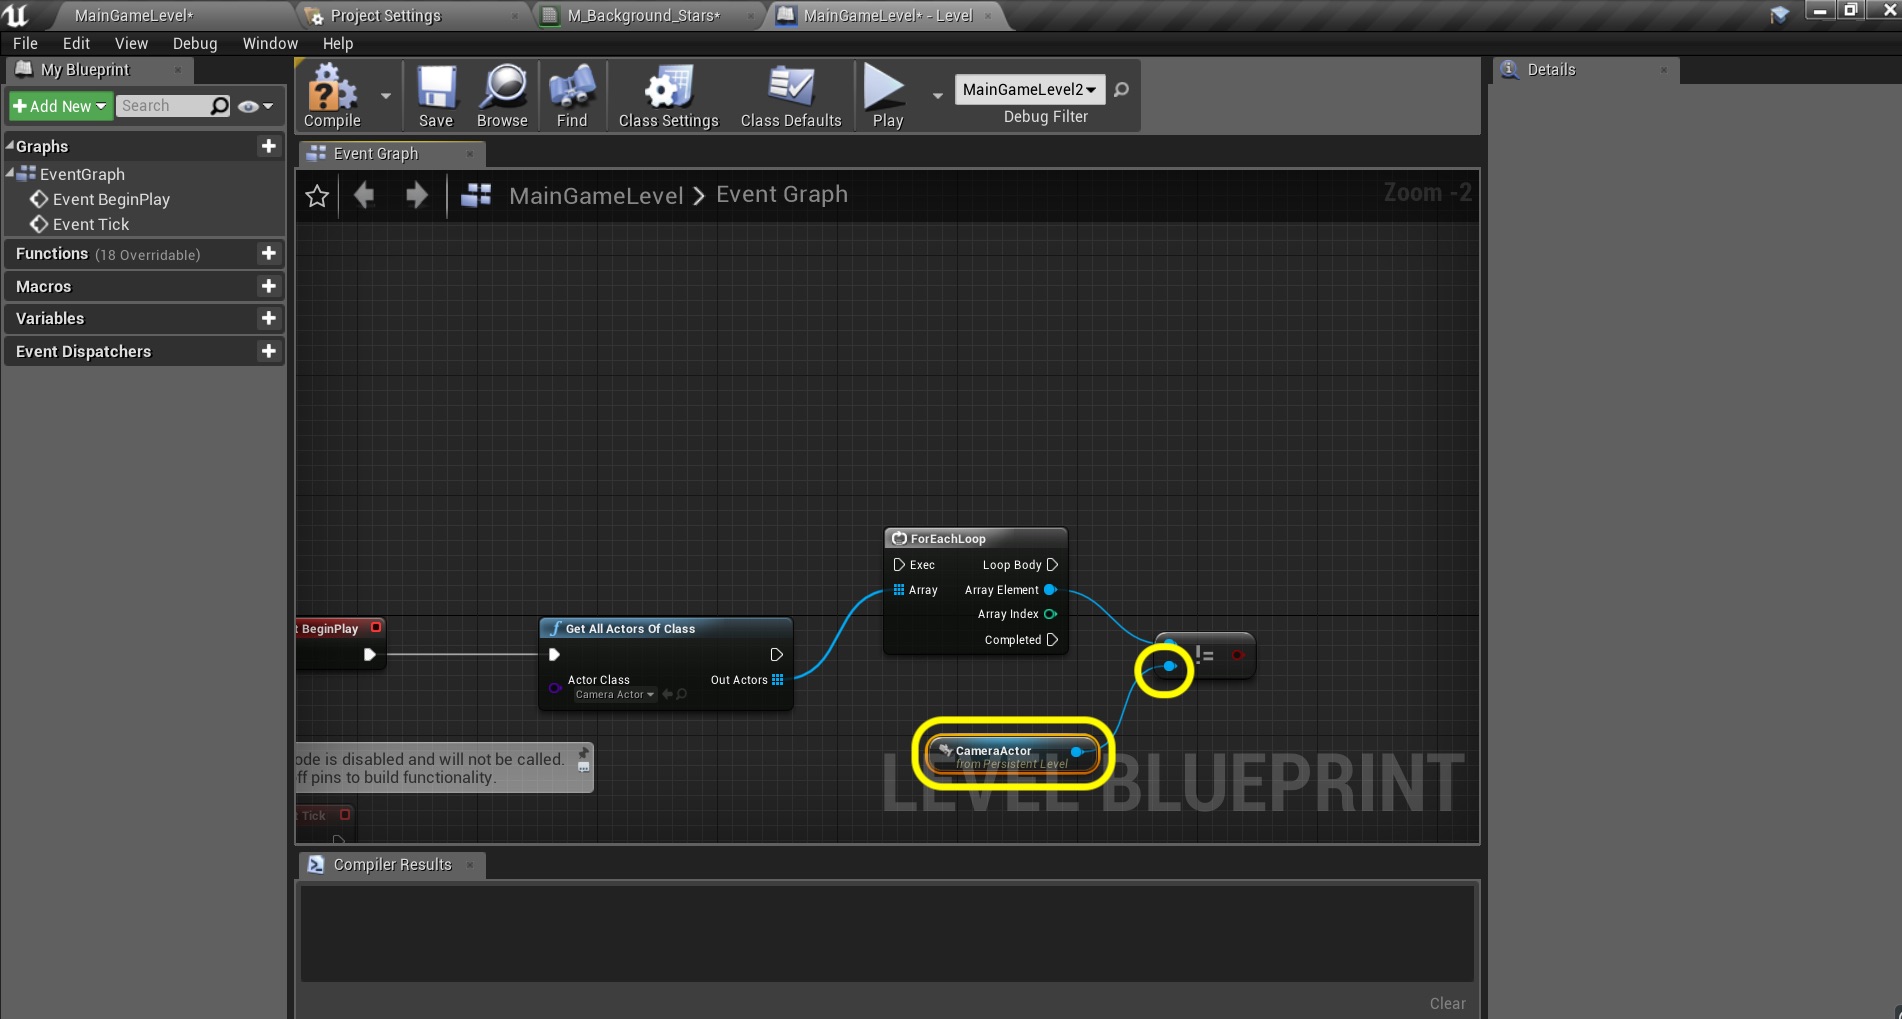 MainGameLevel*
Project Settings
M_Background_Stars*
MainGameLevel* - Level
File Edit View Debug Window Help
My Blueprint
Details
Add New
Search
Compile
Save
Browse
Find
Class Settings
Class Defaults
Play
MainGameLevel2
Debug Filter
Graphs
EventGraph
Event BeginPlay
Event Tick
Functions (18 Overridable)
Macros
Variables
Event Dispatchers
Event Graph
MainGameLevel > Event Graph
Zoom -2
ForEachLoop
Exec
Loop Body
Array
Array Element
Array Index
Completed
t BeginPlay
Get All Actors Of Class
Actor Class
Camera Actor
Out Actors
!=
CameraActor
from Persistent Level
ode is disabled and will not be called.
ff pins to build functionality.
t Tick
LEVEL BLUEPRINT
Compiler Results
Clear